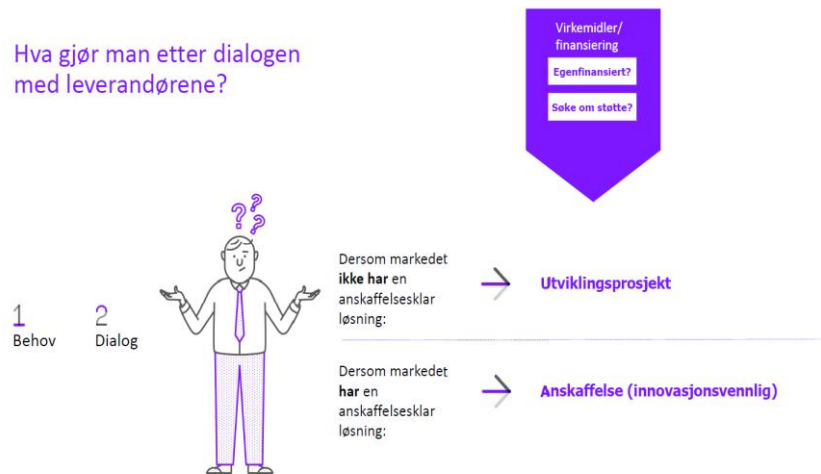 Hva gjør man etter dialogen
med leverandørene?
Virkemidler/
finansiering
Egenfinansiert?
Søke om støtte?
???
1
Behov
2
Dialog
Dersom markedet
ikke har en
anskaffelsesklar
løsning:
Utviklingsprosjekt
Dersom markedet
har en
anskaffelsesklar
løsning:
Anskaffelse (innovasjonsvennlig)